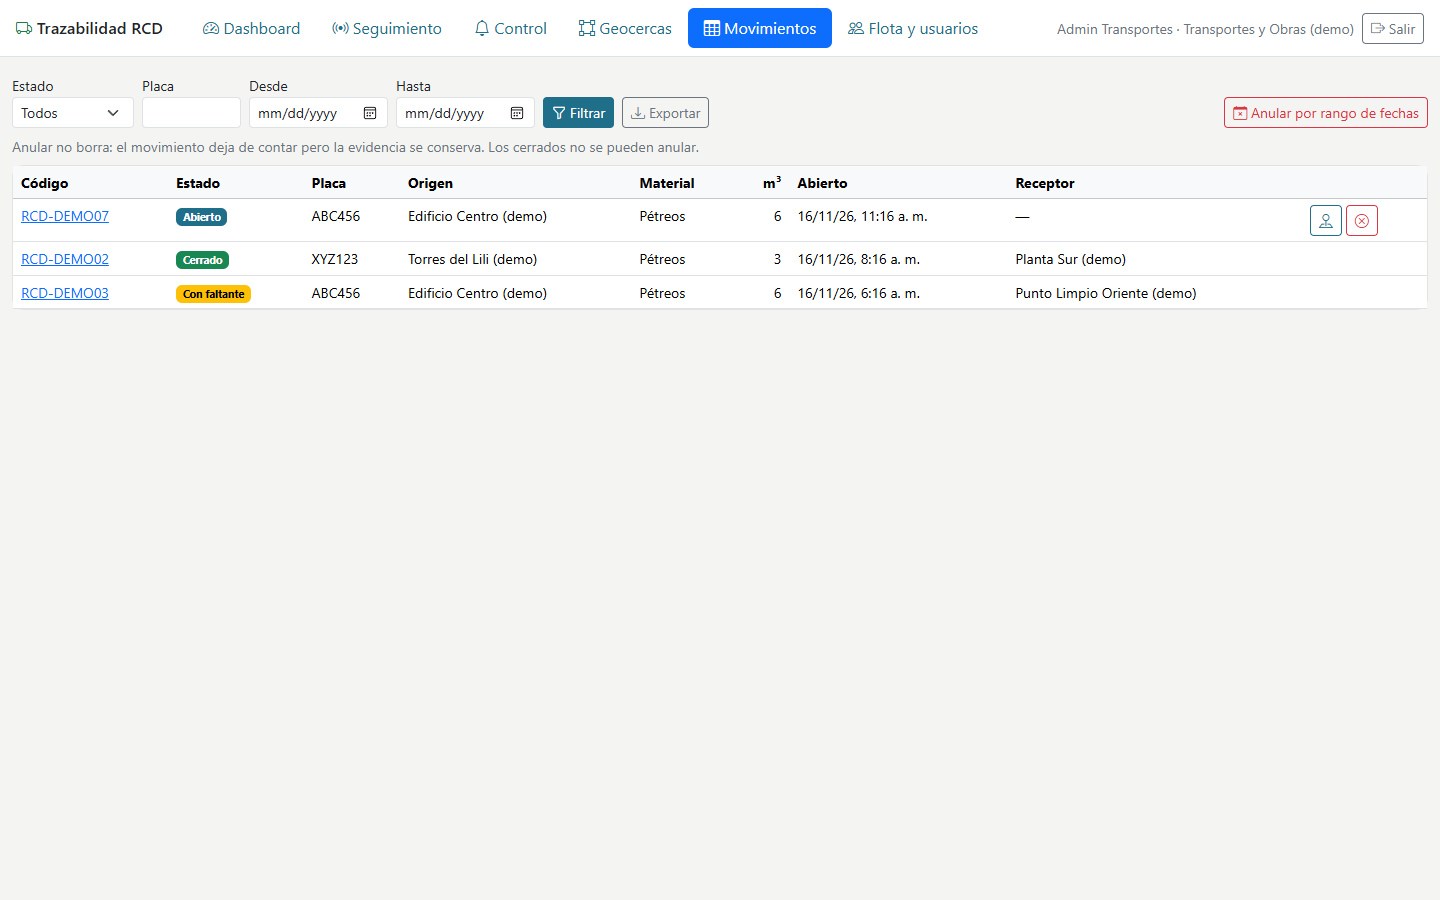 Trazabilidad RCD Dashboard Seguimiento Control Geocercas Movimientos Flota y usuarios Admin Transportes · Transportes y Obras (demo) Salir
Estado Placa Desde Hasta
Todos mm/dd/yyyy mm/dd/yyyy Filtrar Exportar Anular por rango de fechas
Anular no borra: el movimiento deja de contar pero la evidencia se conserva. Los cerrados no se pueden anular.
Código Estado Placa Origen Material m³ Abierto Receptor
RCD-DEMO07 Abierto ABC456 Edificio Centro (demo) Pétreos 6 16/11/26, 11:16 a. m. —
RCD-DEMO02 Cerrado XYZ123 Torres del Lili (demo) Pétreos 3 16/11/26, 8:16 a. m. Planta Sur (demo)
RCD-DEMO03 Con faltante ABC456 Edificio Centro (demo) Pétreos 6 16/11/26, 6:16 a. m. Punto Limpio Oriente (demo)